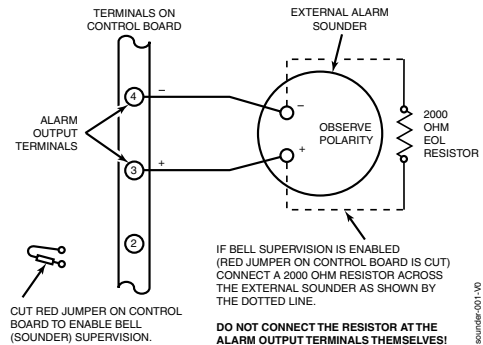 TERMINALS ON
CONTROL BOARD
EXTERNAL ALARM
SOUNDER
4
–
ALARM
OUTPUT
TERMINALS
3
+
2
–
+
OBSERVE
POLARITY
2000
OHM
EOL
RESISTOR
CUT RED JUMPER ON CONTROL
BOARD TO ENABLE BELL
(SOUNDER) SUPERVISION.
IF BELL SUPERVISION IS ENABLED
(RED JUMPER ON CONTROL BOARD IS CUT)
CONNECT A 2000 OHM RESISTOR ACROSS
THE EXTERNAL SOUNDER AS SHOWN BY
THE DOTTED LINE.
DO NOT CONNECT THE RESISTOR AT THE
ALARM OUTPUT TERMINALS THEMSELVES!
sounder-001-V0